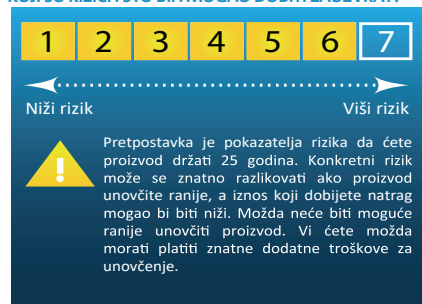 1 2 3 4 5 6 7
Niži rizik Viši rizik
Pretpostavka je pokazatelja rizika da ćete
proizvod držati 25 godina. Konkretni rizik
može se znatno razlikovati ako proizvod
unovčite ranije, a iznos koji dobijete natrag
mogao bi biti niži. Možda neće biti moguće
ranije unovčiti proizvod. Vi ćete možda
morati platiti znatne dodatne troškove za
unovčenje.